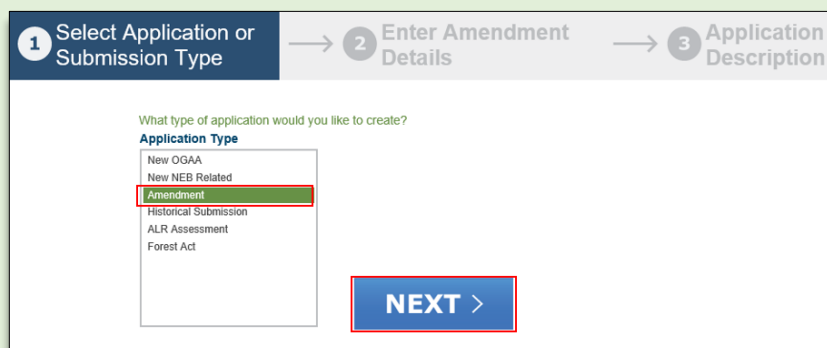 1 Select Application or
Submission Type
2 Enter Amendment
Details
3 Application
Description
What type of application would you like to create?
Application Type
New OGAA
New NEB Related
Amendment
Historical Submission
ALR Assessment
Forest Act
NEXT >